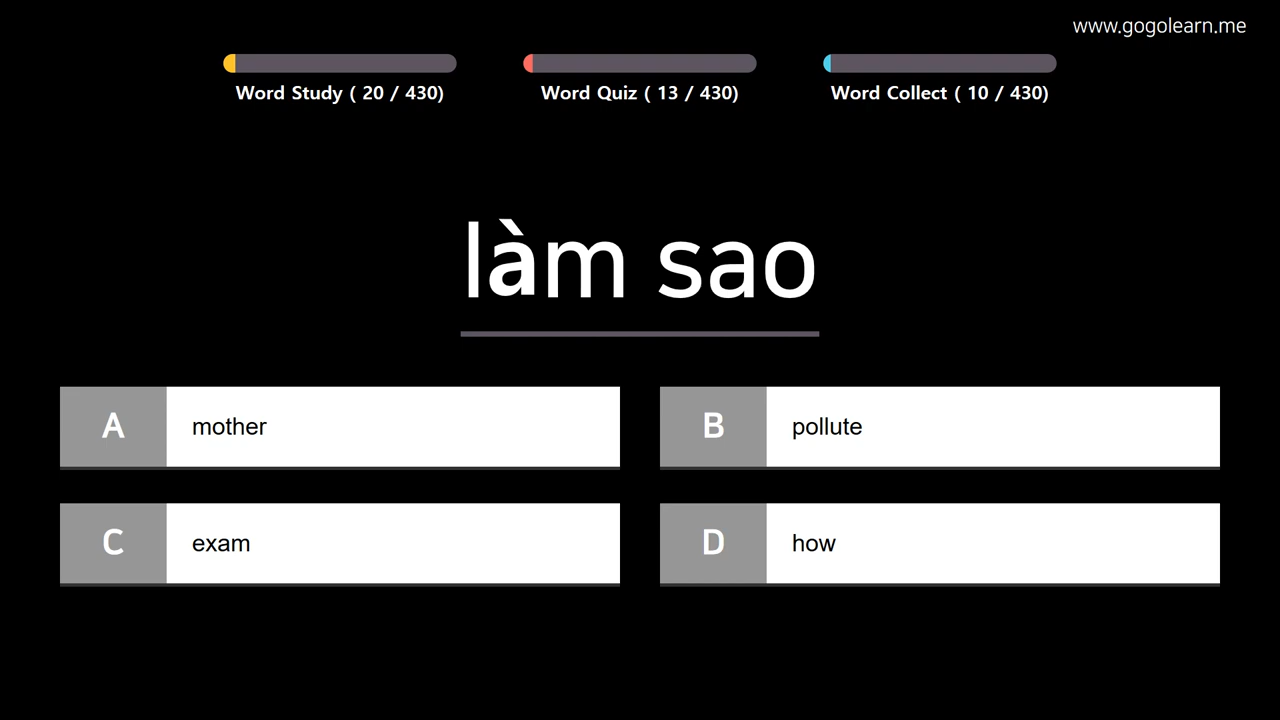 www.gogolearn.me
Word Study ( 20 / 430)
Word Quiz ( 13 / 430)
Word Collect ( 10 / 430)
làm sao
A mother
B pollute
C exam
D how